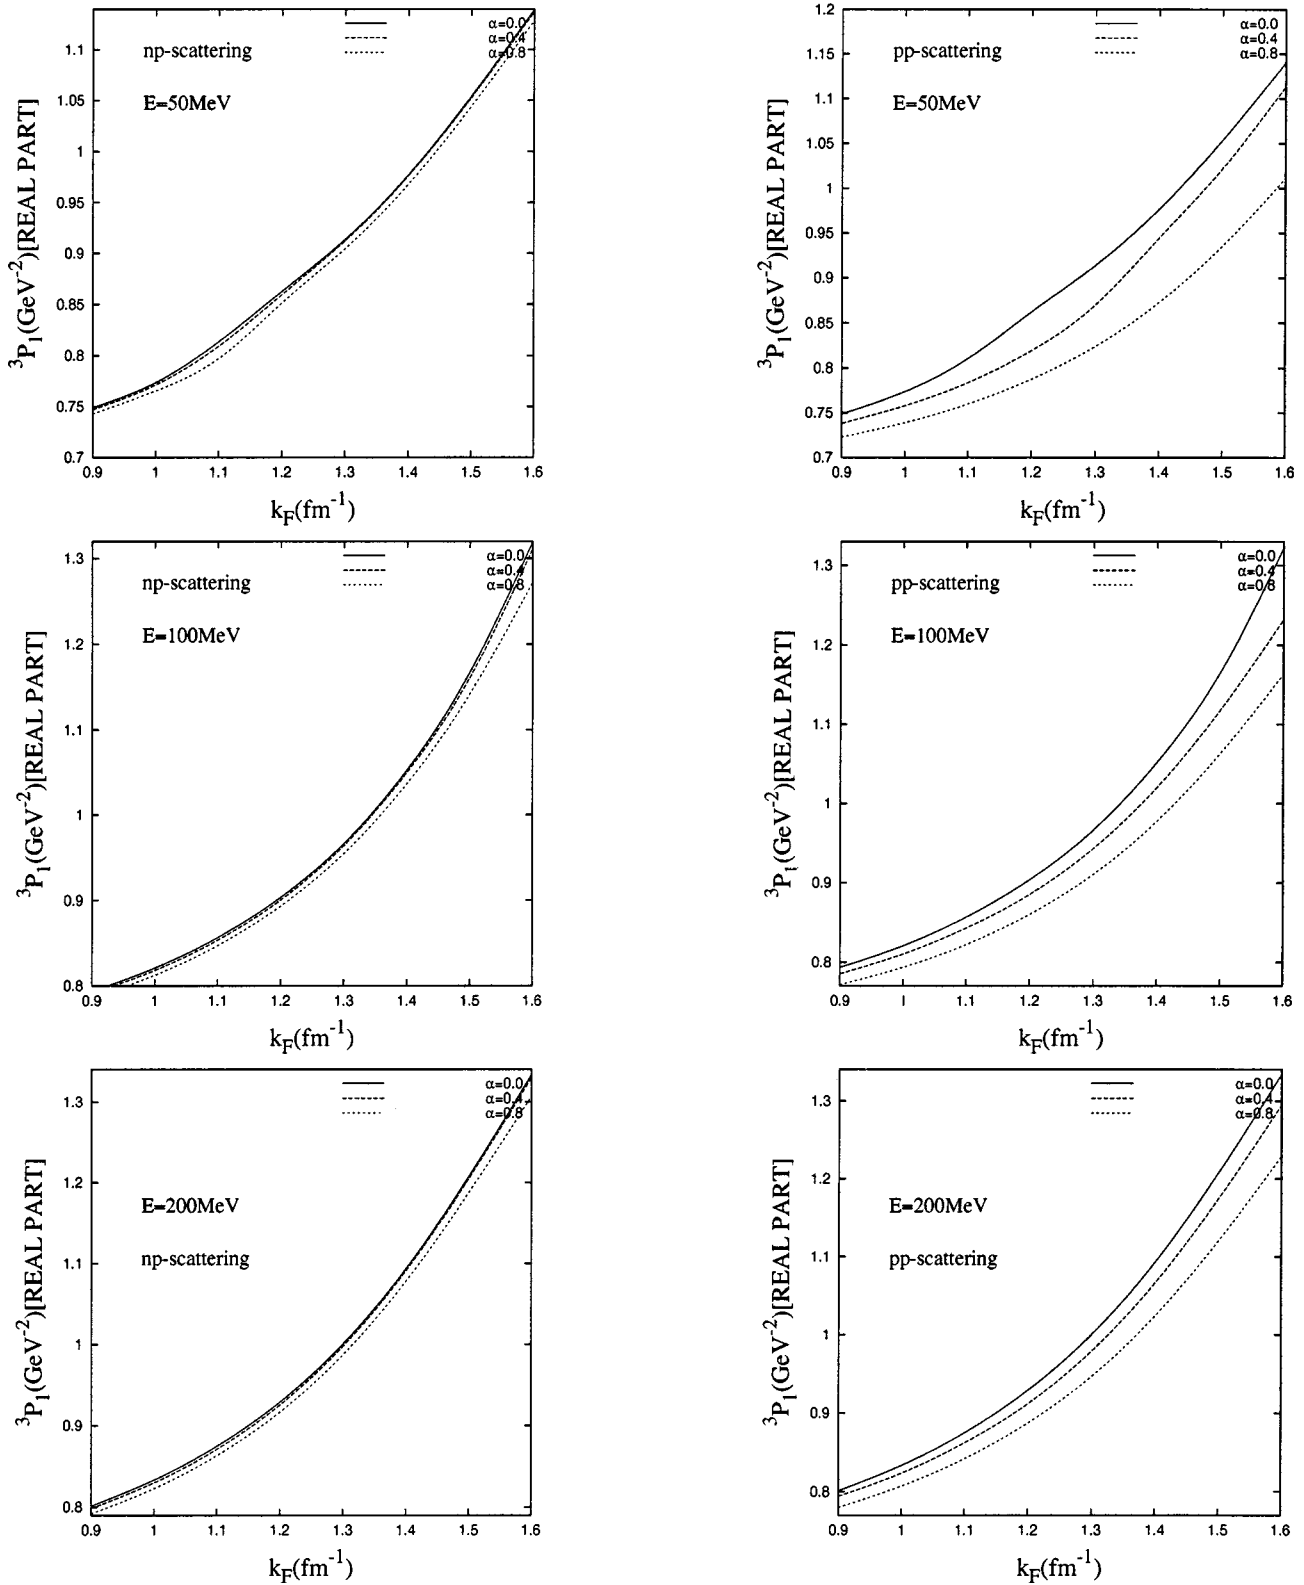 α=0.0
α=0.4
α=0.8
np-scattering
E=50MeV
³P₁(GeV⁻²)[REAL PART]
1.1
1.05
1
0.95
0.9
0.85
0.8
0.75
0.7
0.9 1 1.1 1.2 1.3 1.4 1.5 1.6
k_F(fm⁻¹)
α=0.0
α=0.4
α=0.8
pp-scattering
E=50MeV
³P₁(GeV⁻²)[REAL PART]
1.2
1.15
1.1
1.05
1
0.95
0.9
0.85
0.8
0.75
0.7
0.9 1 1.1 1.2 1.3 1.4 1.5 1.6
k_F(fm⁻¹)
α=0.0
α=0.4
α=0.8
np-scattering
E=100MeV
³P₁(GeV⁻²)[REAL PART]
1.3
1.2
1.1
1
0.9
0.8
0.9 1 1.1 1.2 1.3 1.4 1.5 1.6
k_F(fm⁻¹)
α=0.0
α=0.4
α=0.8
pp-scattering
E=100MeV
³P₁(GeV⁻²)[REAL PART]
1.3
1.2
1.1
1
0.9
0.8
0.9 1 1.1 1.2 1.3 1.4 1.5 1.6
k_F(fm⁻¹)
α=0.0
α=0.4
α=0.8
E=200MeV
np-scattering
³P₁(GeV⁻²)[REAL PART]
1.3
1.2
1.1
1
0.9
0.8
0.9 1 1.1 1.2 1.3 1.4 1.5 1.6
k_F(fm⁻¹)
α=0.0
α=0.4
α=0.8
E=200MeV
pp-scattering
³P₁(GeV⁻²)[REAL PART]
1.3
1.2
1.1
1
0.9
0.8
0.9 1 1.1 1.2 1.3 1.4 1.5 1.6
k_F(fm⁻¹)